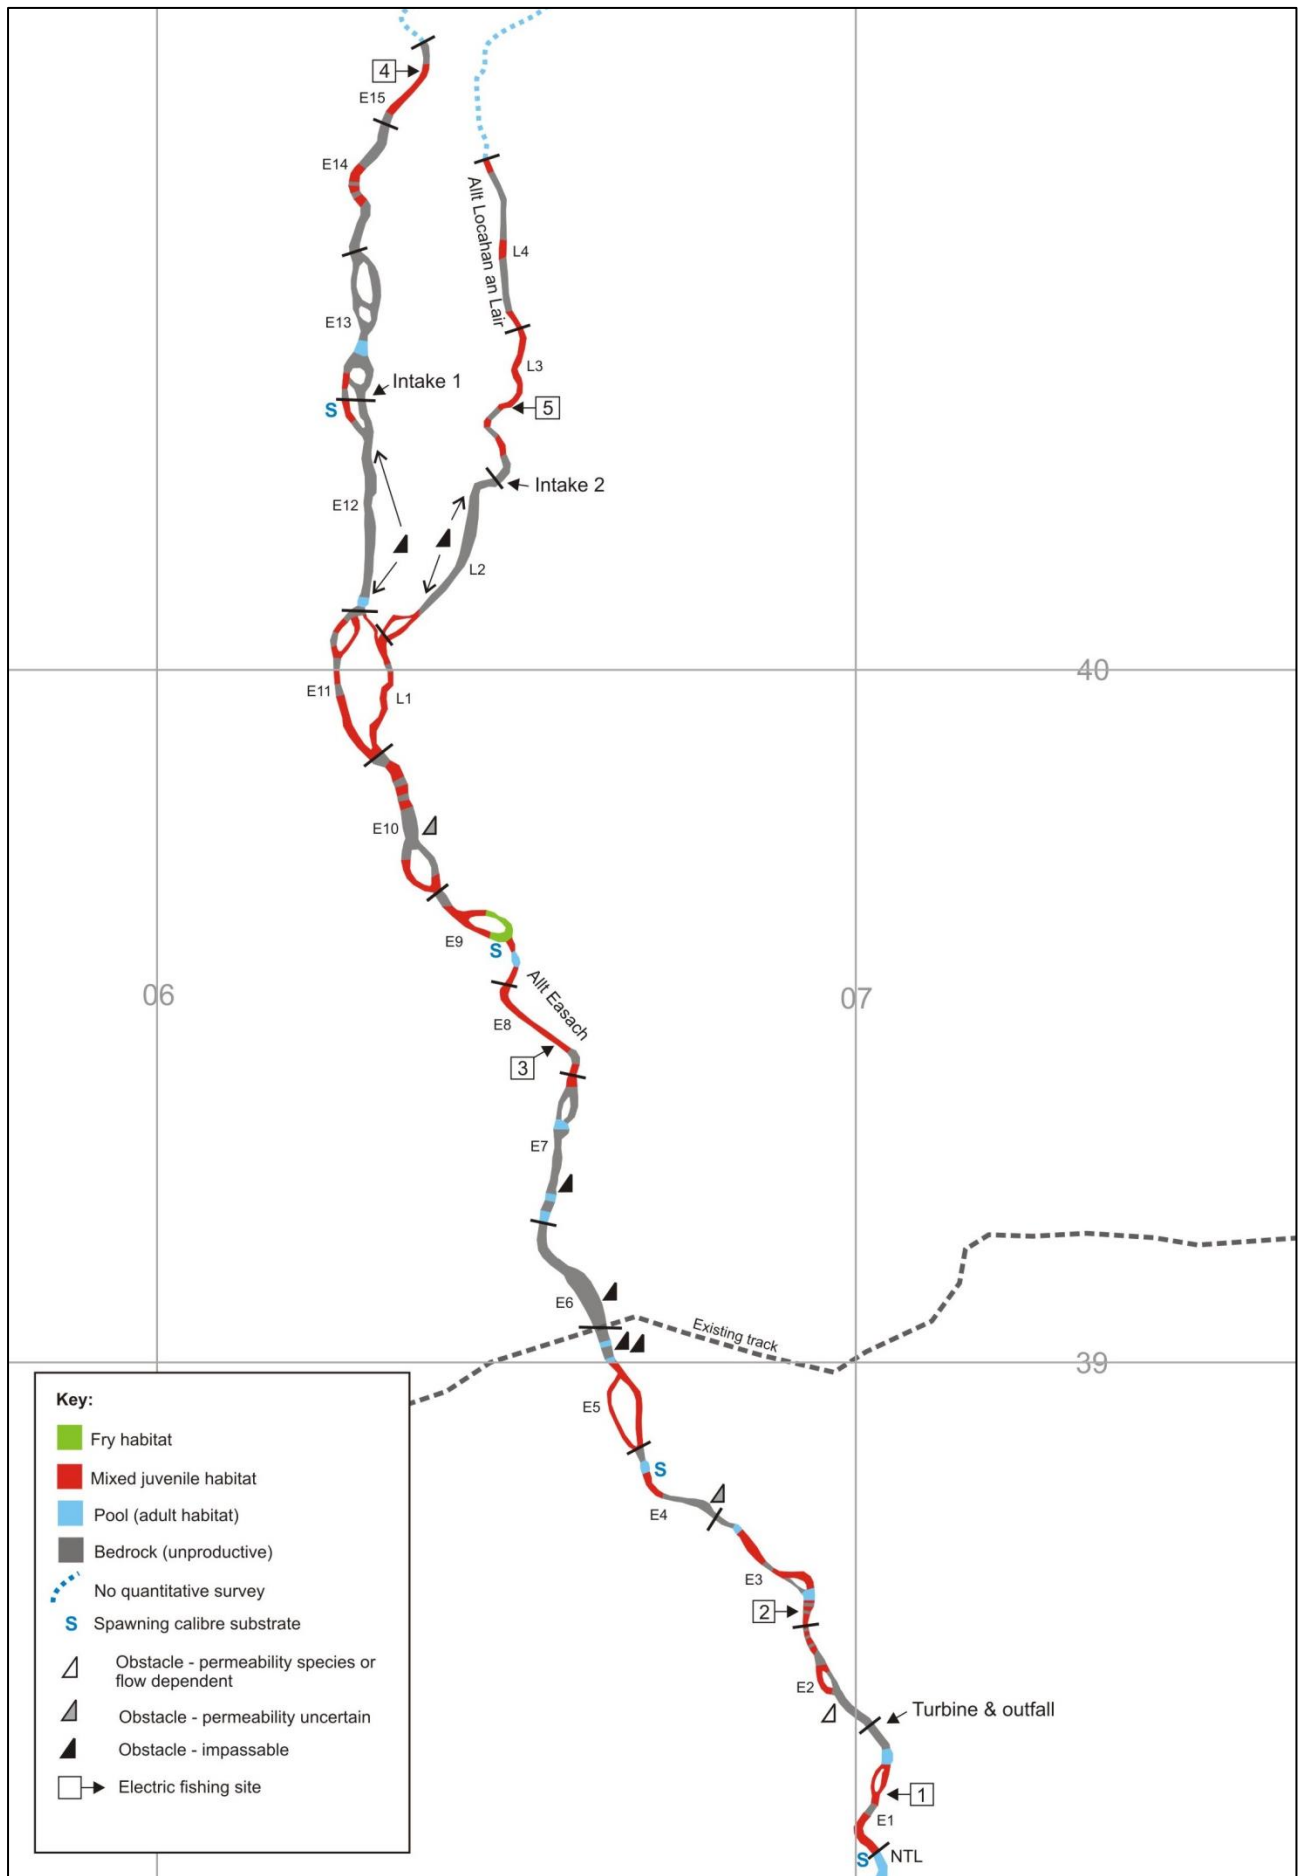 4
E15
E14
Allt Locahan an Lair
L4
E13
L3
Intake 1
S
5
Intake 2
E12
L2
40
E11
L1
E10
E9
S
Allt Easach
06
07
E8
3
E7
E6
Existing track
39
E5
S
E4
E3
2
E2
Turbine & outfall
1
E1
S
NTL
Key:
Fry habitat
Mixed juvenile habitat
Pool (adult habitat)
Bedrock (unproductive)
No quantitative survey
S Spawning calibre substrate
Obstacle - permeability species or
flow dependent
Obstacle - permeability uncertain
Obstacle - impassable
Electric fishing site